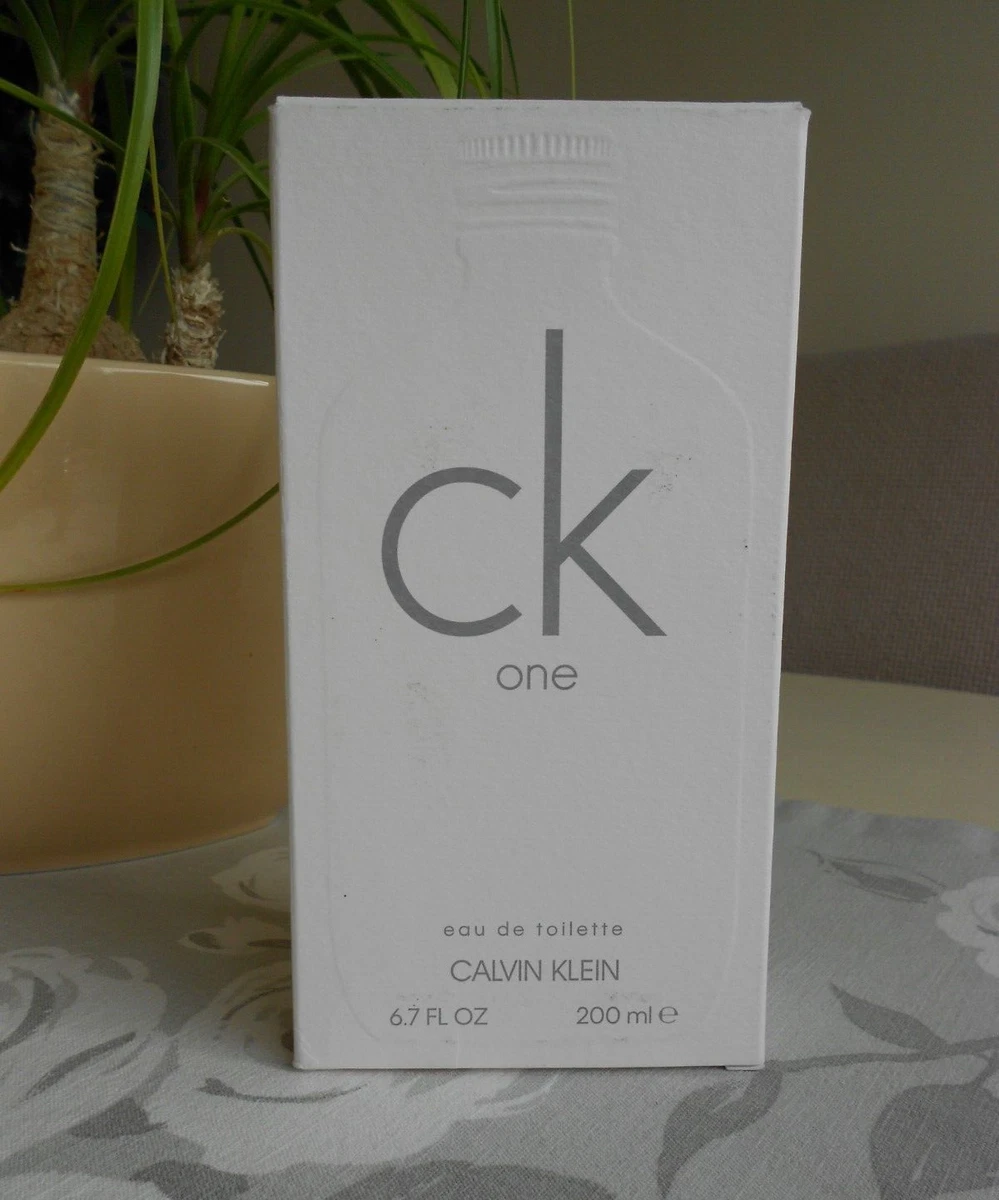 ck
one
eau de toilette
CALVIN KLEIN
6.7 FL OZ 200 ml ℮